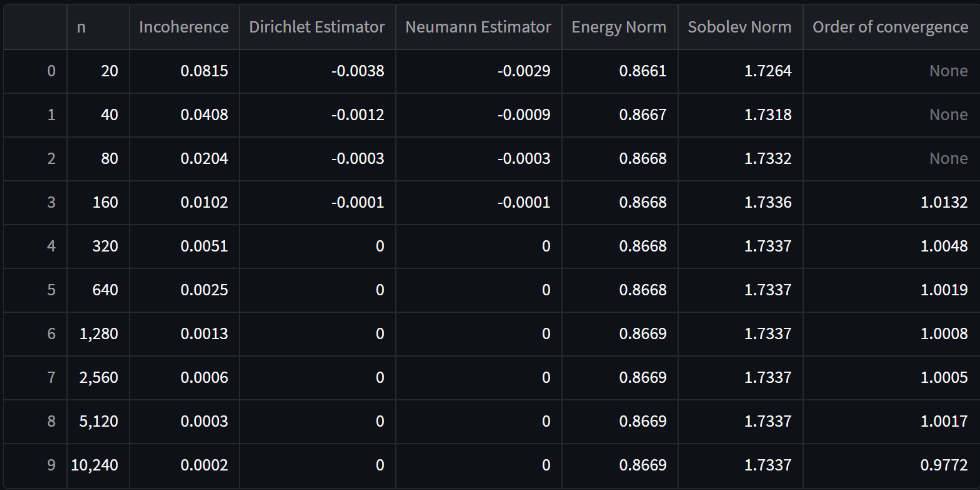 n Incoherence Dirichlet Estimator Neumann Estimator Energy Norm Sobolev Norm Order of convergence
0 20 0.0815 -0.0038 -0.0029 0.8661 1.7264 None
1 40 0.0408 -0.0012 -0.0009 0.8667 1.7318 None
2 80 0.0204 -0.0003 -0.0003 0.8668 1.7332 None
3 160 0.0102 -0.0001 -0.0001 0.8668 1.7336 1.0132
4 320 0.0051 0 0 0.8668 1.7337 1.0048
5 640 0.0025 0 0 0.8668 1.7337 1.0019
6 1,280 0.0013 0 0 0.8669 1.7337 1.0008
7 2,560 0.0006 0 0 0.8669 1.7337 1.0005
8 5,120 0.0003 0 0 0.8669 1.7337 1.0017
9 10,240 0.0002 0 0 0.8669 1.7337 0.9772